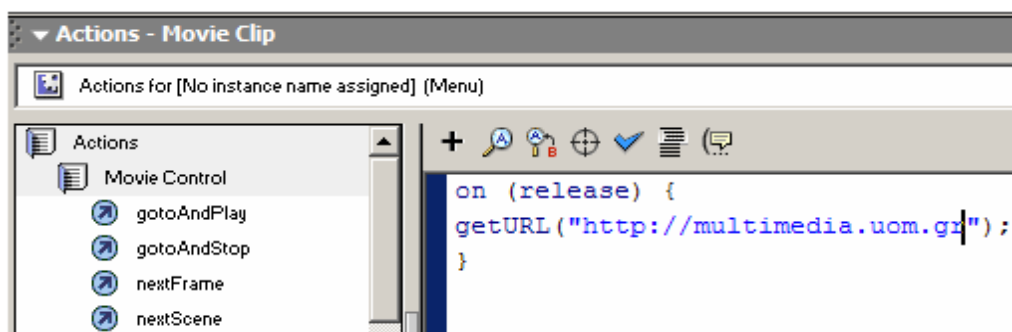 Actions - Movie Clip
Actions for [No instance name assigned] (Menu)
Actions
Movie Control
gotoAndPlay
gotoAndStop
nextFrame
nextScene
on (release) {
getURL("http://multimedia.uom.gr");
}